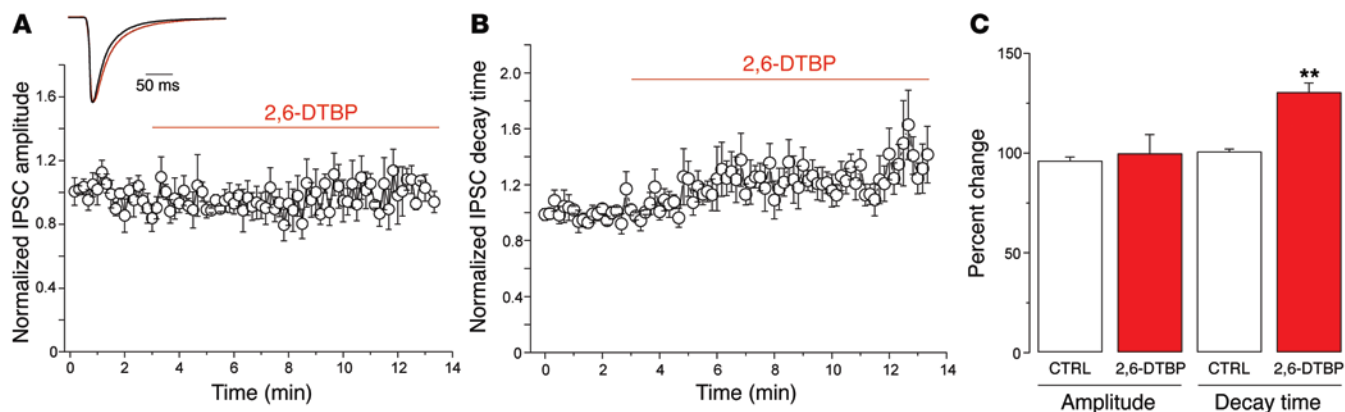 A
50 ms
2,6-DTBP
Normalized IPSC amplitude
1.6
1.2
0.8
0.4
0
0 2 4 6 8 10 12 14
Time (min)
B
2,6-DTBP
Normalized IPSC decay time
2.0
1.6
1.2
0.8
0.4
0
0 2 4 6 8 10 12 14
Time (min)
C
Percent change
150
100
50
0
**
CTRL 2,6-DTBP CTRL 2,6-DTBP
Amplitude Decay time